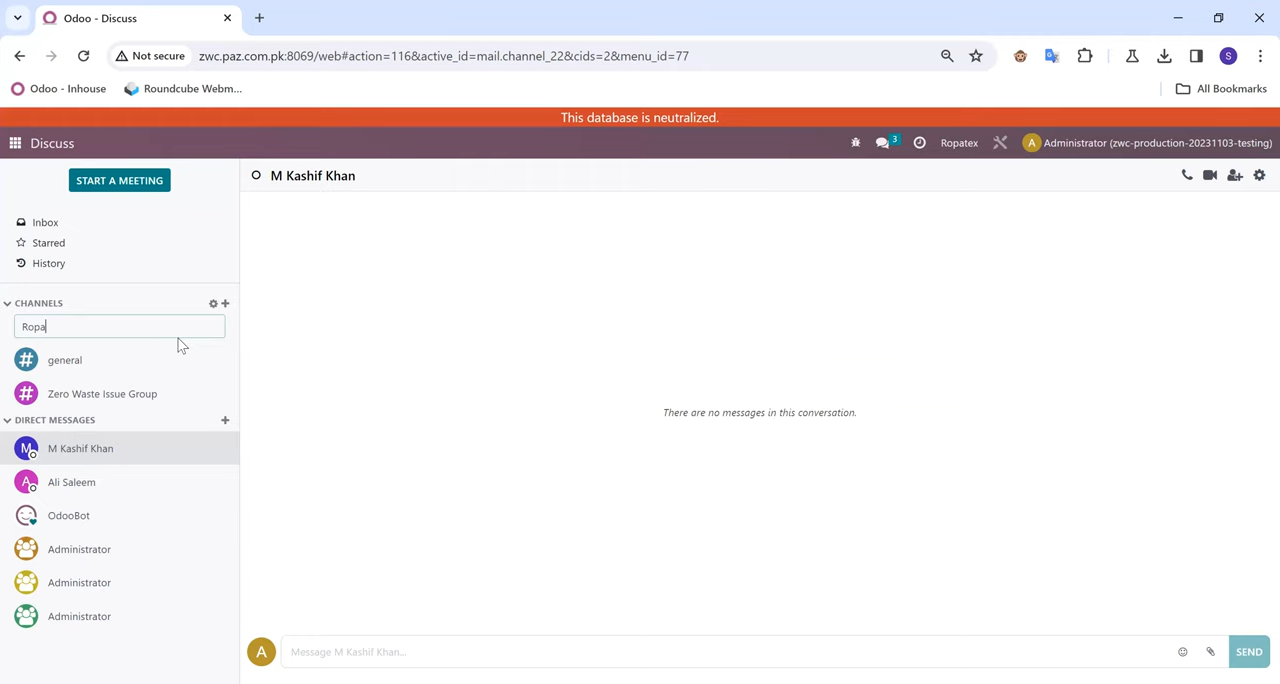 Odoo - Discuss
Not secure
zwc.paz.com.pk:8069/web#action=116&active_id=mail.channel_22&cids=2&menu_id=77
S
Odoo - Inhouse
Roundcube Webm...
All Bookmarks
This database is neutralized.
Discuss
3
Ropatex
A
Administrator (zwc-production-20231103-testing)
START A MEETING
M Kashif Khan
Inbox
Starred
History
CHANNELS
Ropa
general
Zero Waste Issue Group
There are no messages in this conversation.
DIRECT MESSAGES
M
M Kashif Khan
A
Ali Saleem
OdooBot
Administrator
Administrator
Administrator
A
Message M Kashif Khan...
SEND